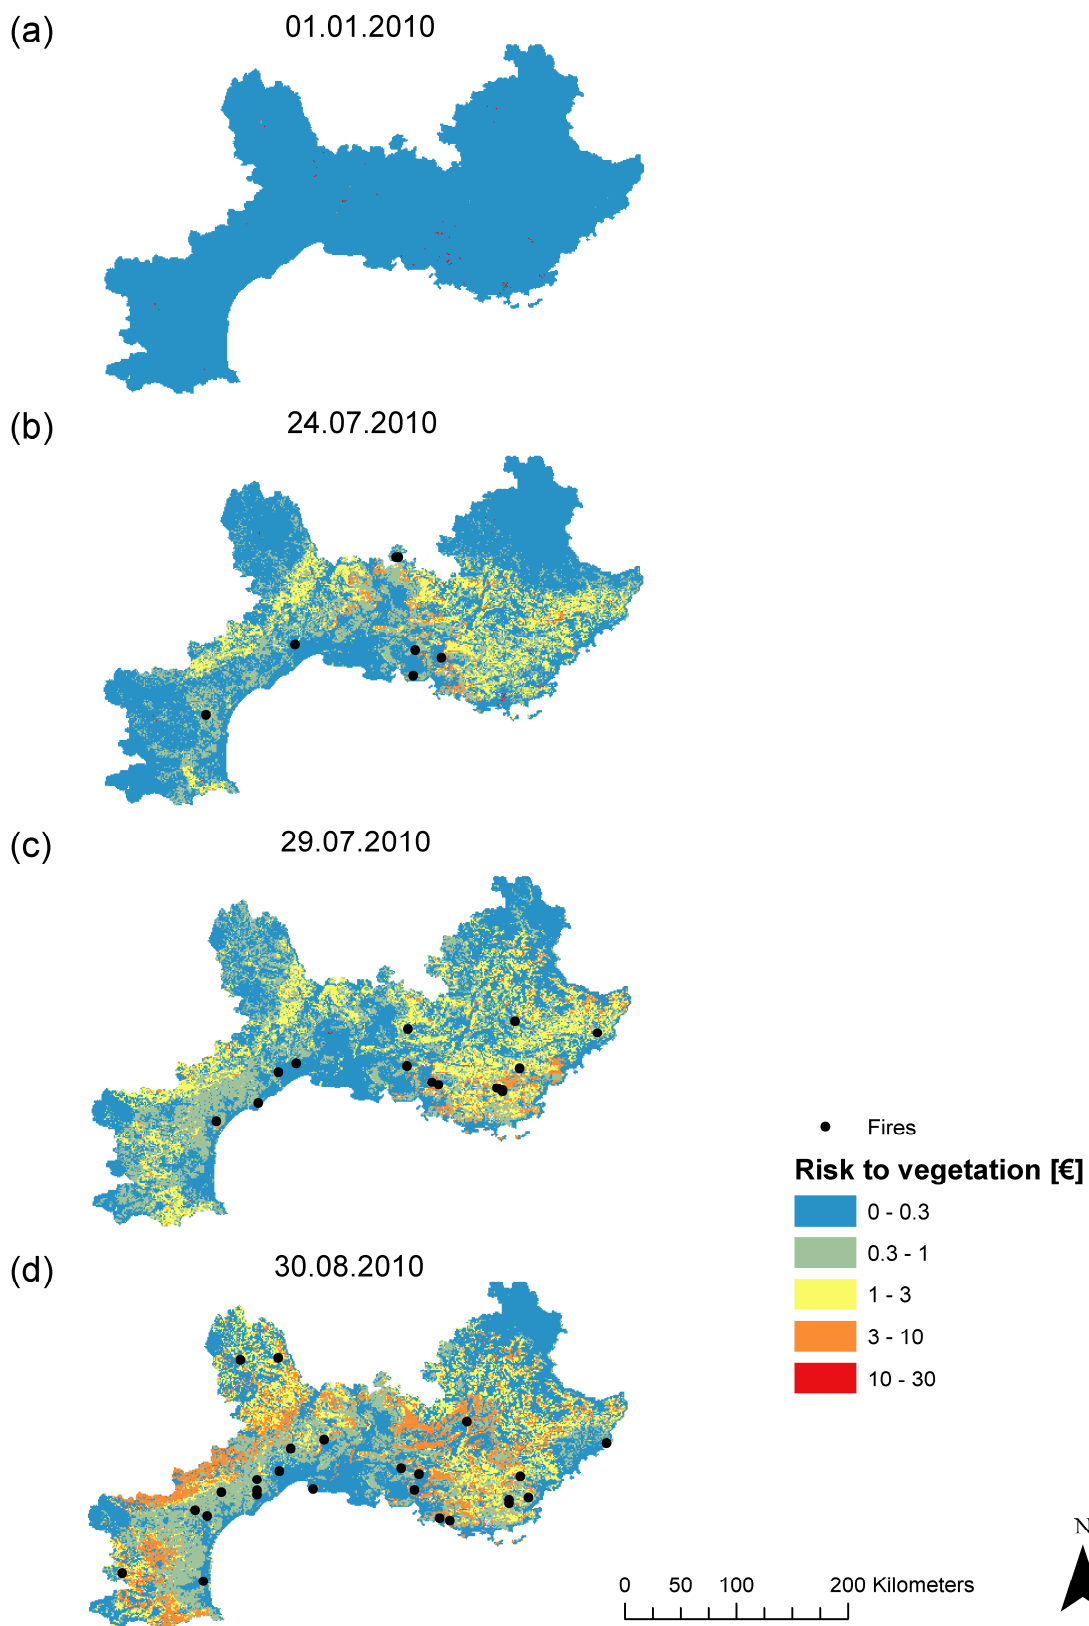 (a)
01.01.2010
(b)
24.07.2010
(c)
29.07.2010
Fires
Risk to vegetation [€]
0 - 0.3
0.3 - 1
1 - 3
3 - 10
10 - 30
(d)
30.08.2010
N
0 50 100 200 Kilometers